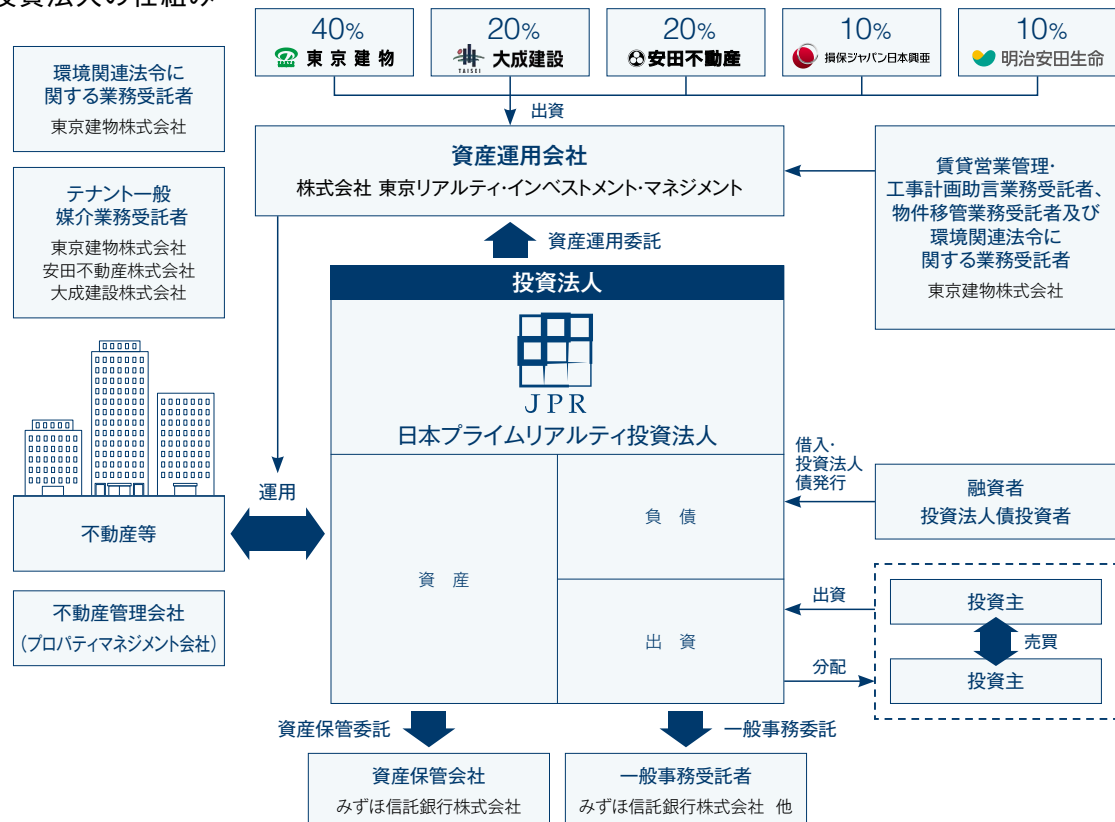 投資法人の仕組み
40%
東京建物
20%
TAISEI 大成建設
20%
安田不動産
10%
損保ジャパン日本興亜
10%
明治安田生命
出資
環境関連法令に
関する業務受託者
東京建物株式会社
テナント一般
媒介業務受託者
東京建物株式会社
安田不動産株式会社
大成建設株式会社
資産運用会社
株式会社 東京リアルティ・インベストメント・マネジメント
賃貸営業管理・
工事計画助言業務受託者、
物件移管業務受託者及び
環境関連法令に
関する業務受託者
東京建物株式会社
資産運用委託
投資法人
JPR
日本プライムリアルティ投資法人
運用
不動産等
不動産管理会社
（プロパティマネジメント会社）
資 産
負 債
出 資
借入・
投資法人
債発行
融資者
投資法人債投資者
出資
分配
投資主
売買
投資主
資産保管委託
一般事務委託
資産保管会社
みずほ信託銀行株式会社
一般事務受託者
みずほ信託銀行株式会社 他